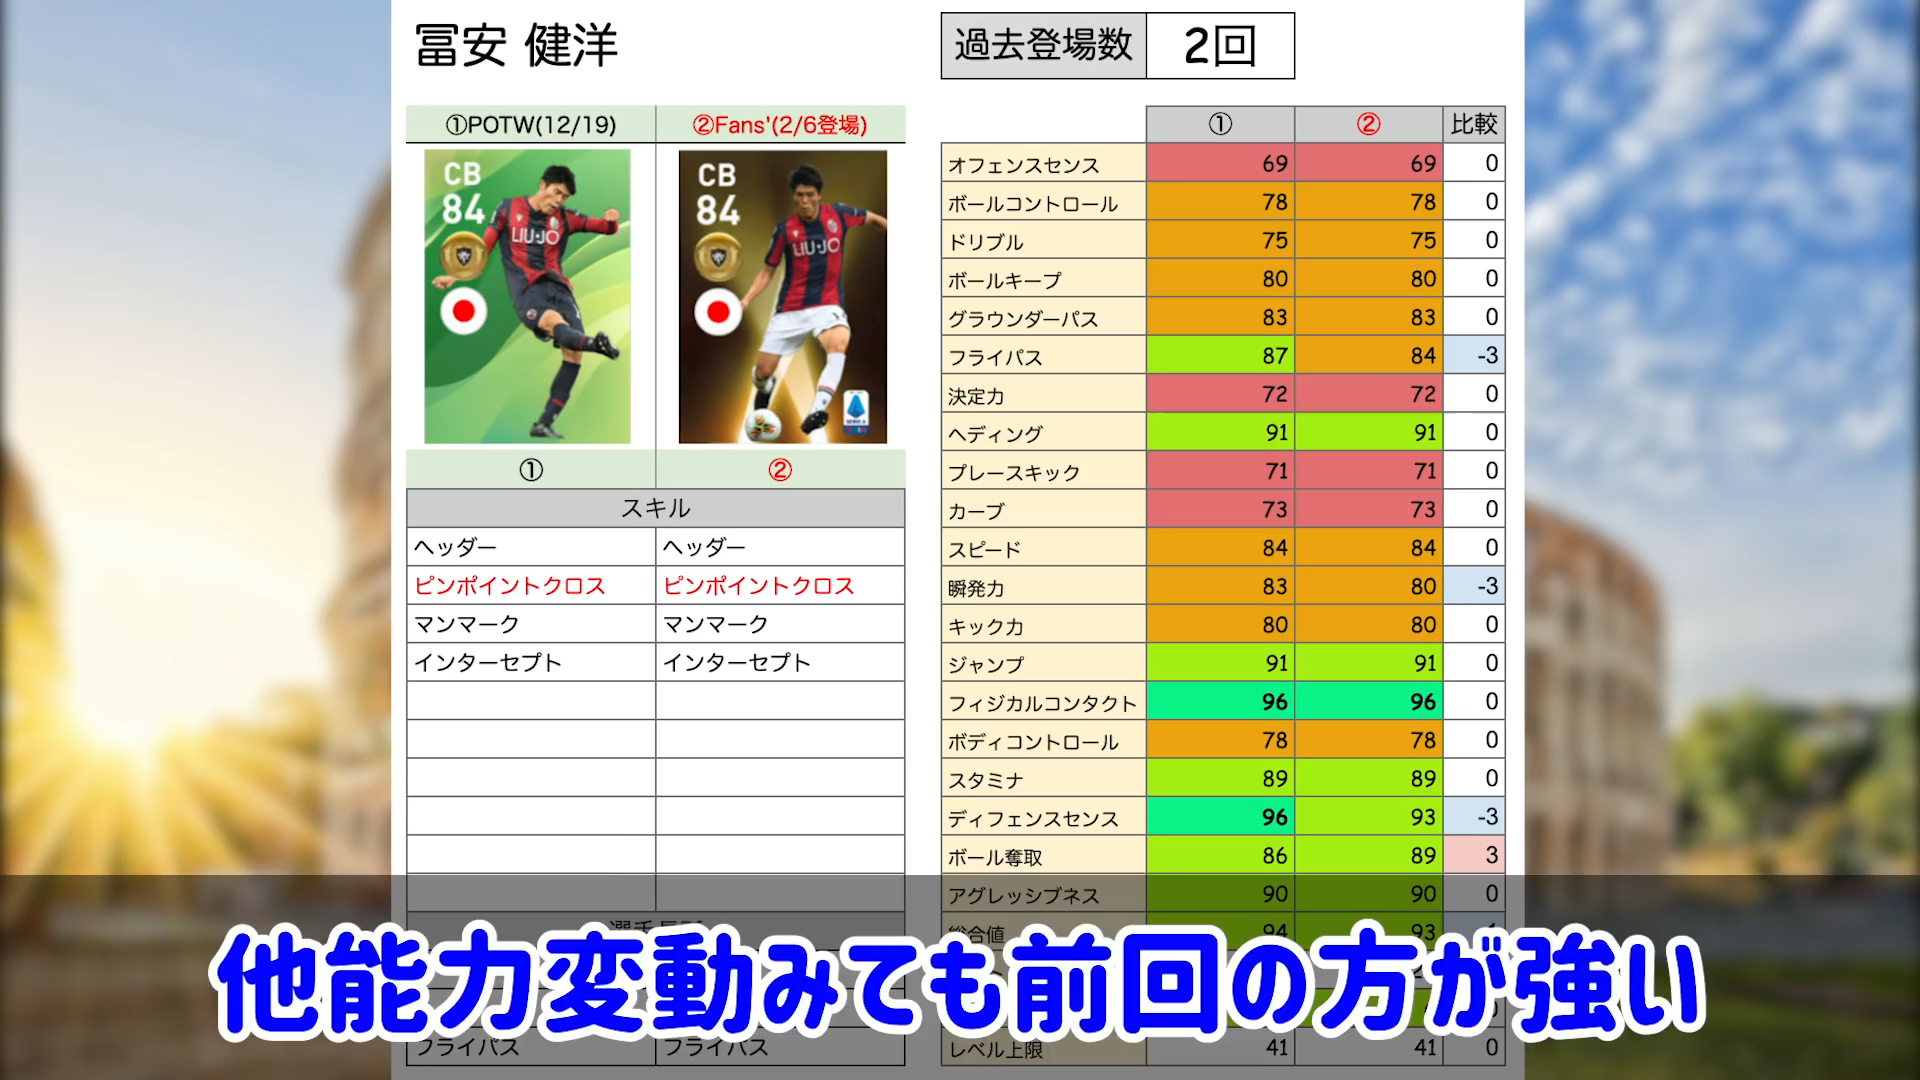 冨安 健洋
過去登場数 2回
①POTW(12/19) ②Fans'(2/6登場)
CB
84
LIU·JO
CB
84
LIU·JO
① ②
スキル
ヘッダー ヘッダー
ピンポイントクロス ピンポイントクロス
マンマーク マンマーク
インターセプト インターセプト
フライパス フライパス
① ② 比較
オフェンスセンス 69 69 0
ボールコントロール 78 78 0
ドリブル 75 75 0
ボールキープ 80 80 0
グラウンダーパス 83 83 0
フライパス 87 84 -3
決定力 72 72 0
ヘディング 91 91 0
プレースキック 71 71 0
カーブ 73 73 0
スピード 84 84 0
瞬発力 83 80 -3
キック力 80 80 0
ジャンプ 91 91 0
フィジカルコンタクト 96 96 0
ボディコントロール 78 78 0
スタミナ 89 89 0
ディフェンスセンス 96 93 -3
ボール奪取 86 89 3
アグレッシブネス 90 90 0
総合値 94 93
レベル上限 41 41 0
他能力変動みても前回の方が強い